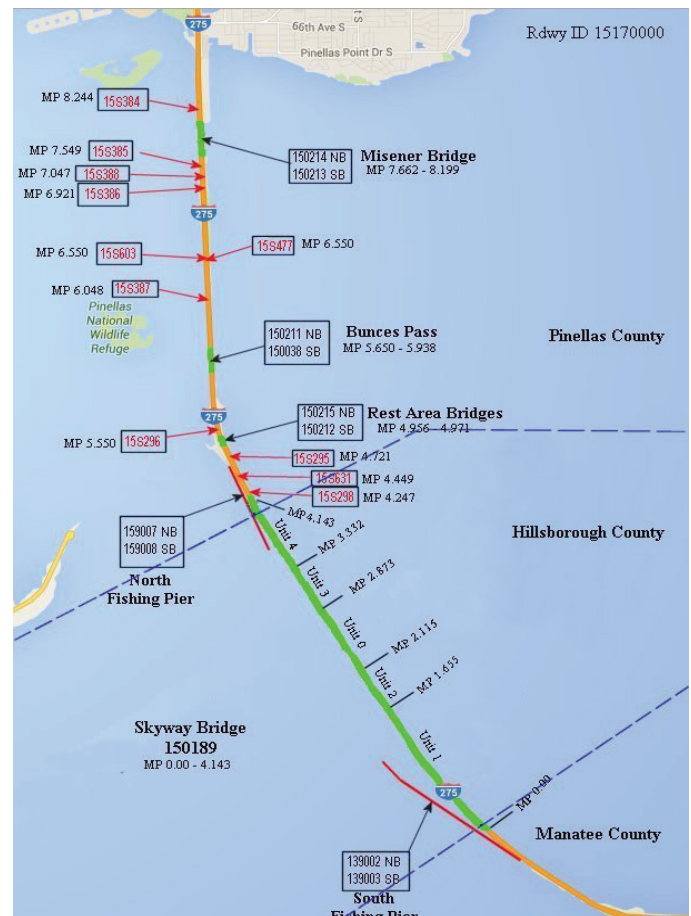 275
66th Ave S
Pinellas Point Dr S
Rdwy ID 15170000
MP 8.244 15S384
MP 7.549 15S385
MP 7.047 15S388
MP 6.921 15S386
150214 NB
150213 SB
Misener Bridge
MP 7.662 - 8.199
275
MP 6.550 15S603
15S477 MP 6.550
MP 6.048 15S387
Pinellas
National
Wildlife
Refuge
150211 NB
150038 SB
Bunces Pass
MP 5.650 - 5.938
Pinellas County
275
150215 NB
150212 SB
Rest Area Bridges
MP 4.956 - 4.971
MP 5.550 15S296
15S295 MP 4.721
15S631 MP 4.449
15S298 MP 4.247
MP 4.143
159007 NB
159008 SB
North
Fishing Pier
Hillsborough County
Unit 4
MP 3.332
Unit 3
MP 2.873
Unit 0
MP 2.115
Unit 2
MP 1.655
Unit 1
Skyway Bridge
150189
MP 0.00 - 4.143
275
MP 0.00
Manatee County
139002 NB
139003 SB
South
Fishing Pier